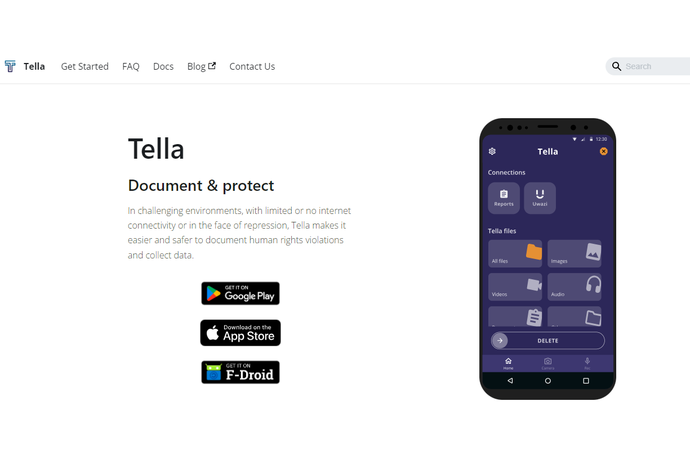 Tella
Get Started
FAQ
Docs
Blog
Contact Us
Search
Tella
Document & protect
In challenging environments, with limited or no internet
connectivity or in the face of repression, Tella makes it
easier and safer to document human rights violations
and collect data.
GET IT ON
Google Play
Download on the
App Store
GET IT ON
F-Droid
12:30
Tella
Connections
Reports
Uwazi
Tella files
All files
Images
Videos
Audio
DELETE
Home
Camera